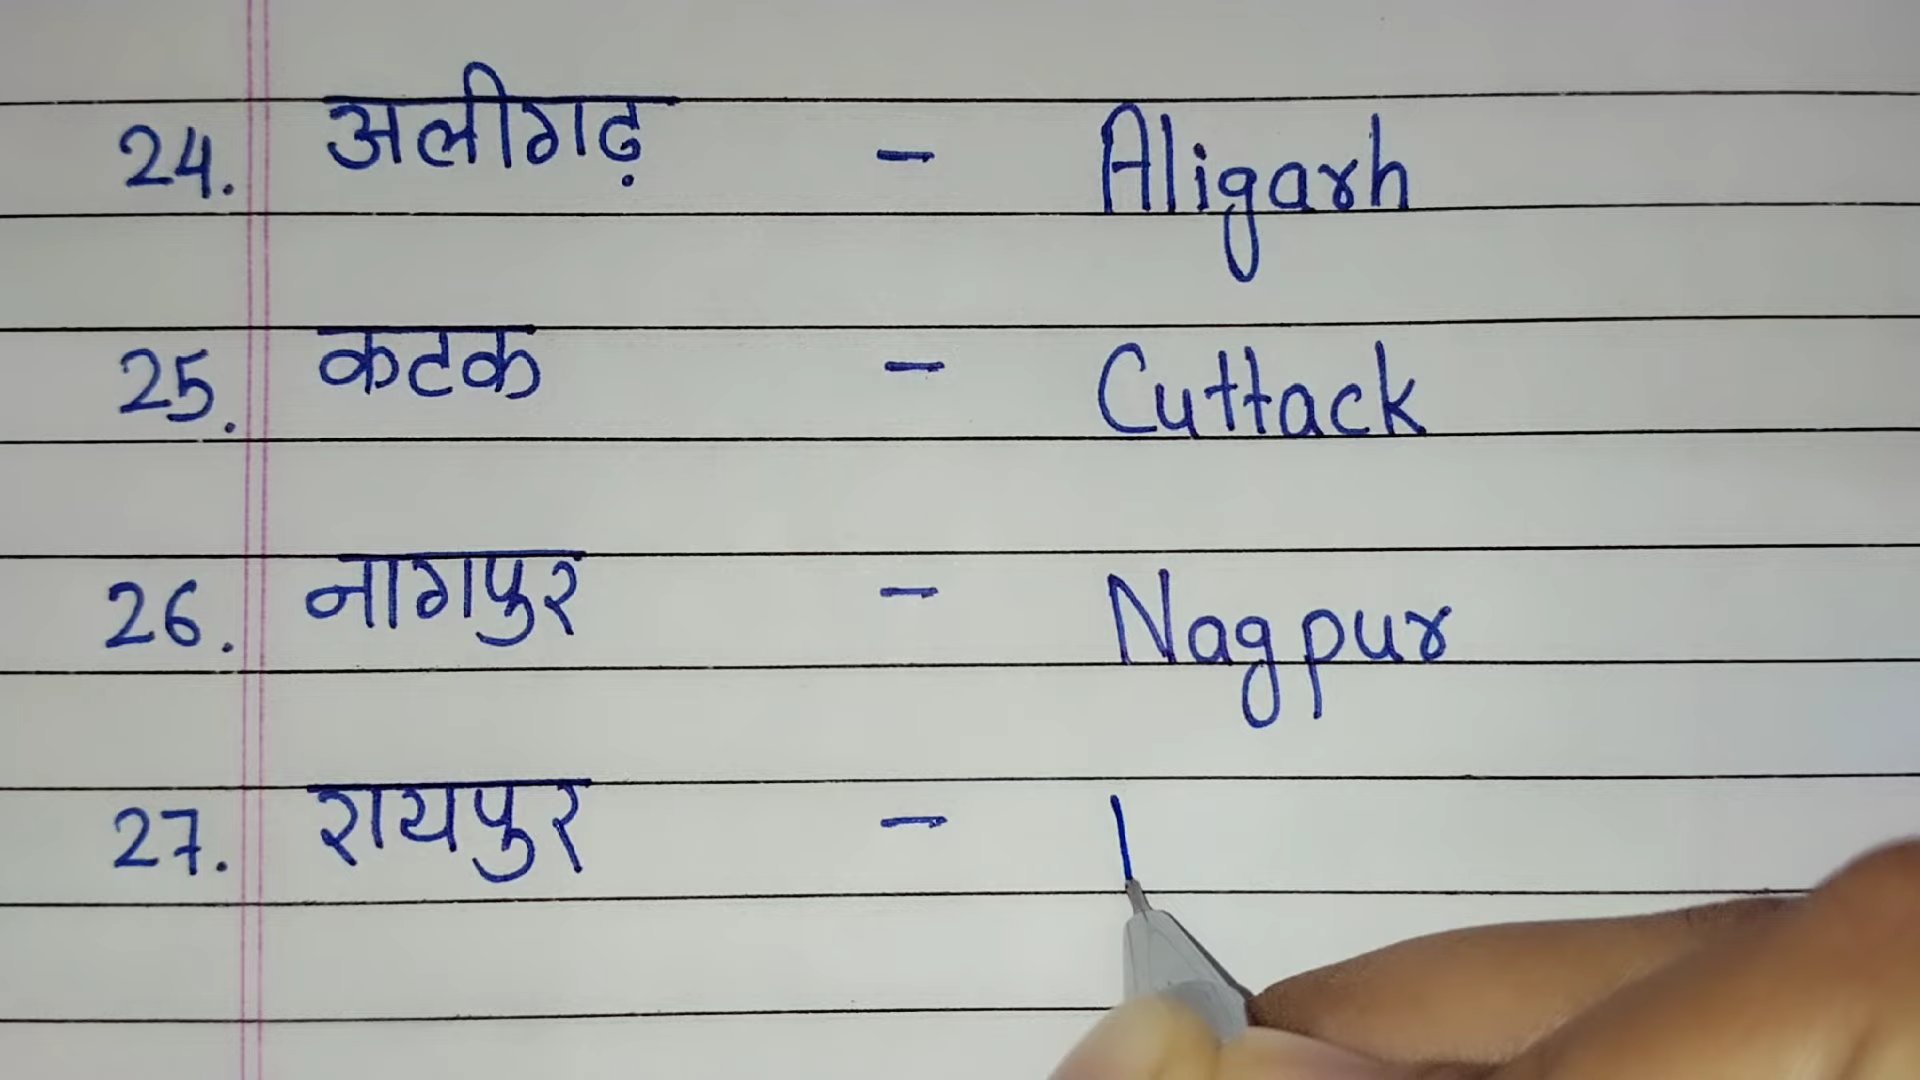 24. अलीगढ़ - Aligarh
25. कटक - Cuttack
26. नागपुर - Nagpur
27. रायपुर -